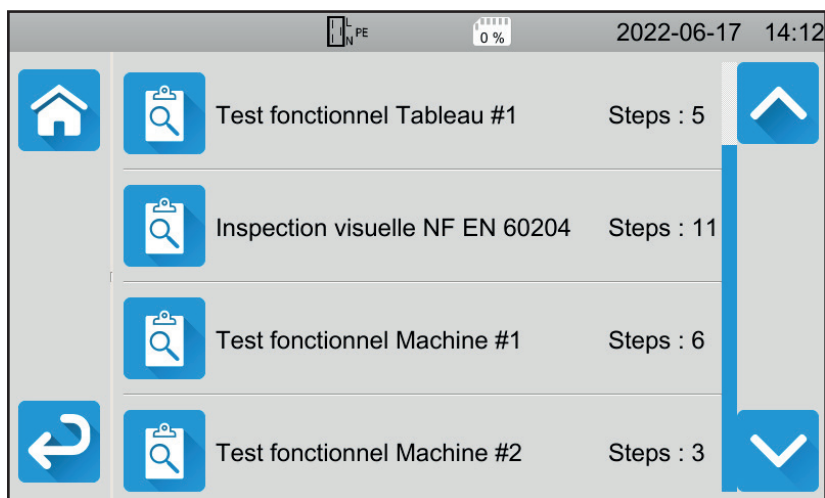 L
N PE
0 %
2022-06-17 14:12
Test fonctionnel Tableau #1 Steps : 5
Inspection visuelle NF EN 60204 Steps : 11
Test fonctionnel Machine #1 Steps : 6
Test fonctionnel Machine #2 Steps : 3